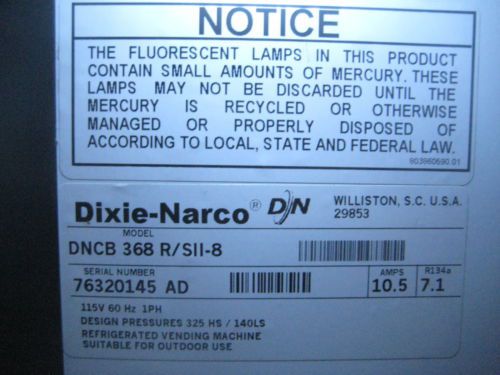 NOTICE
THE FLUORESCENT LAMPS IN THIS PRODUCT
CONTAIN SMALL AMOUNTS OF MERCURY. THESE
LAMPS MAY NOT BE DISCARDED UNTIL THE
MERCURY IS RECYCLED OR OTHERWISE
MANAGED OR PROPERLY DISPOSED OF
ACCORDING TO LOCAL, STATE AND FEDERAL LAW.
803960690.01
Dixie-Narco® DN WILLISTON, S.C. U.S.A.
29853
MODEL
DNCB 368 R/SII-8
SERIAL NUMBER AMPS R134a
76320145 AD 10.5 7.1
115V 60 Hz 1PH
DESIGN PRESSURES 325 HS / 140LS
REFRIGERATED VENDING MACHINE
SUITABLE FOR OUTDOOR USE